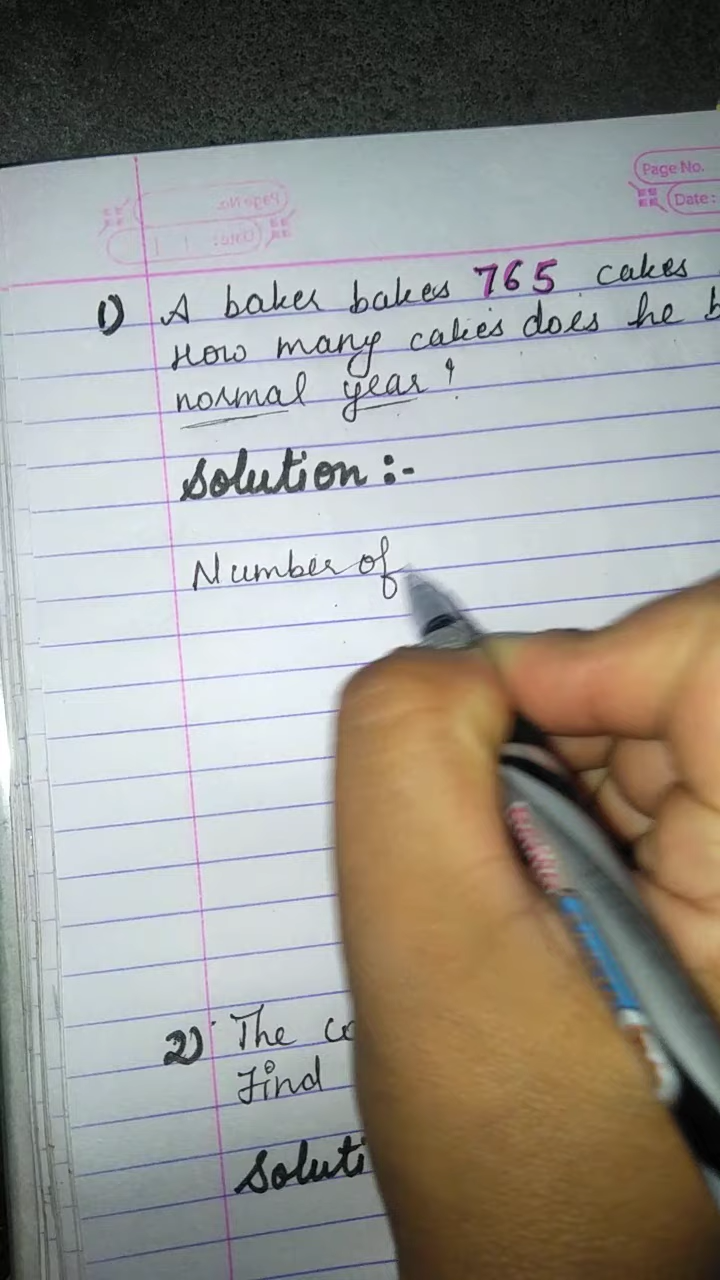 Page No.
Date:
1) A baker bakes 765 cakes
How many cakes does he b
normal year?
Solution :-
Number of
2) The co
Find
Soluti